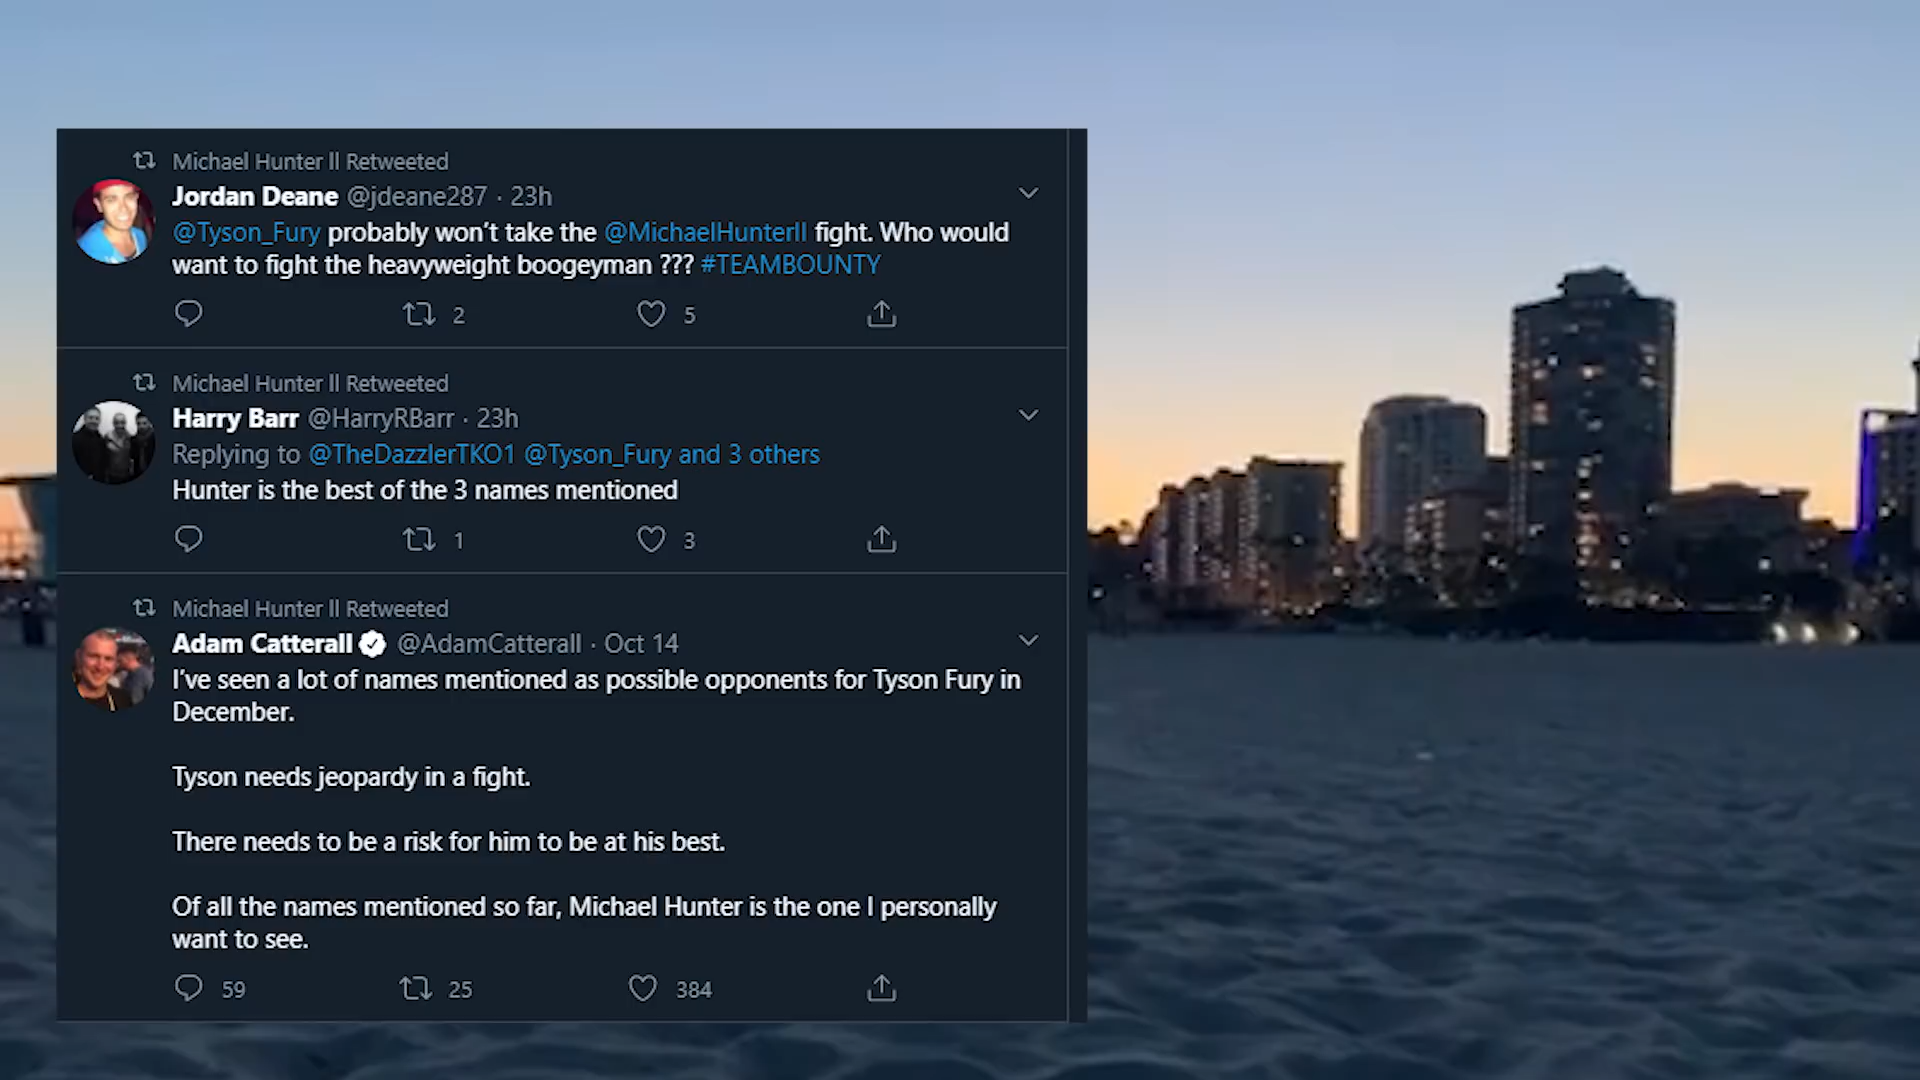 Michael Hunter ll Retweeted
Jordan Deane @jdeane287 · 23h
@Tyson_Fury probably won't take the @MichaelHunterII fight. Who would
want to fight the heavyweight boogeyman ??? #TEAMBOUNTY
2 5
Michael Hunter ll Retweeted
Harry Barr @HarryRBarr · 23h
Replying to @TheDazzlerTKO1 @Tyson_Fury and 3 others
Hunter is the best of the 3 names mentioned
1 3
Michael Hunter ll Retweeted
Adam Catterall @AdamCatterall · Oct 14
I've seen a lot of names mentioned as possible opponents for Tyson Fury in
December.
Tyson needs jeopardy in a fight.
There needs to be a risk for him to be at his best.
Of all the names mentioned so far, Michael Hunter is the one I personally
want to see.
59 25 384